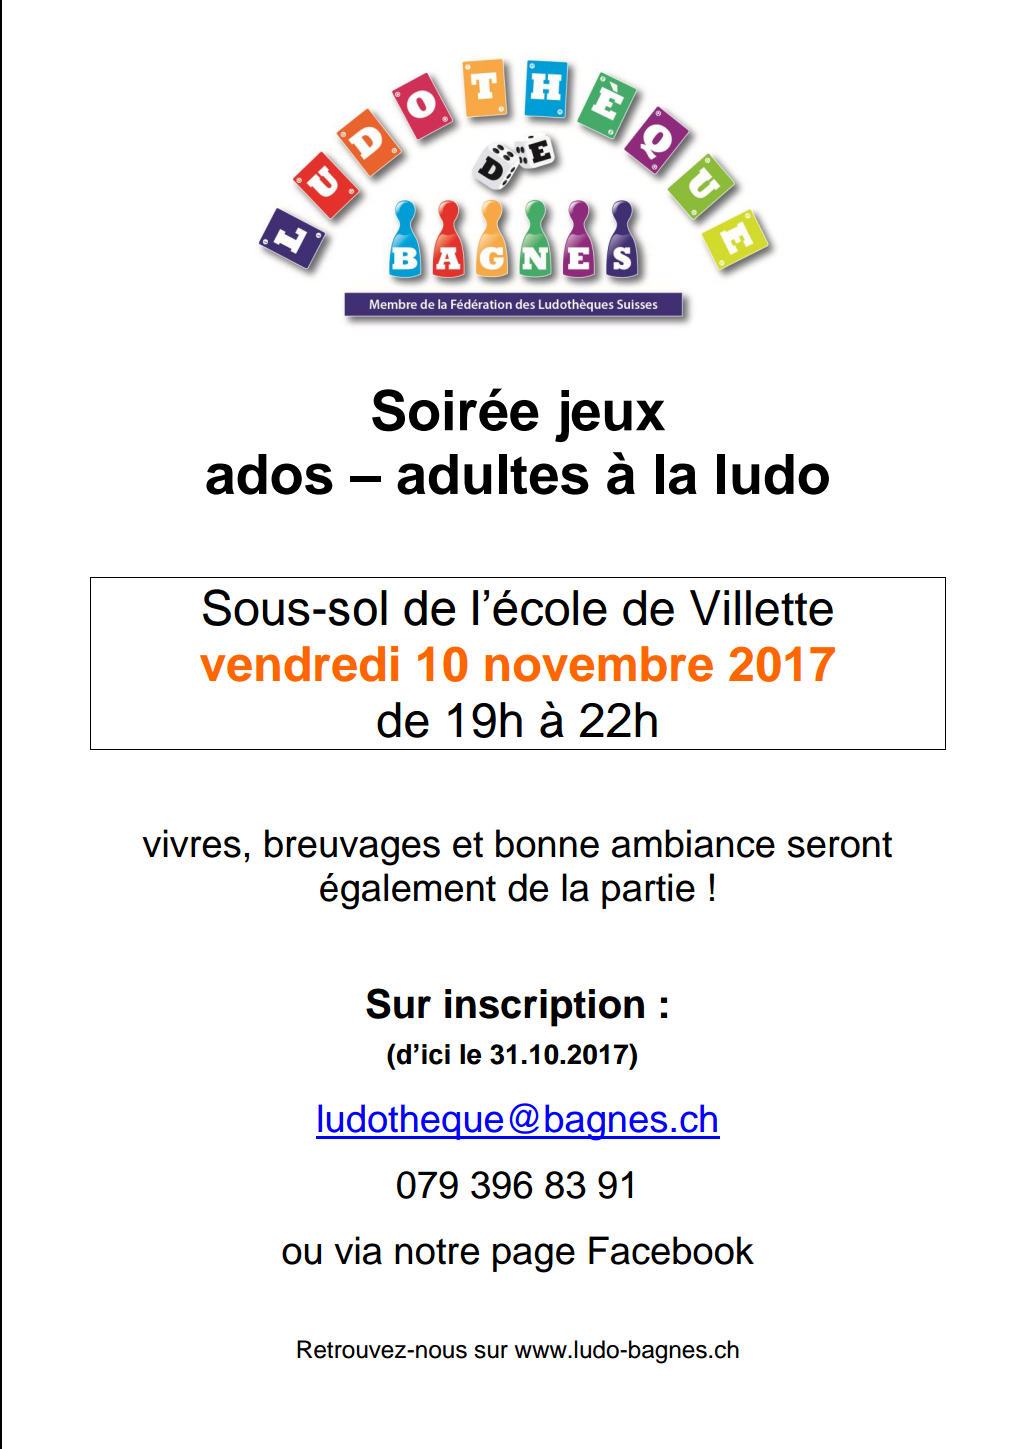 LUDOTHÈQUE
DE
BAGNES
Membre de la Fédération des Ludothèques Suisses
Soirée jeux
ados – adultes à la ludo
Sous-sol de l’école de Villette
vendredi 10 novembre 2017
de 19h à 22h
vivres, breuvages et bonne ambiance seront
également de la partie !
Sur inscription :
(d’ici le 31.10.2017)
ludotheque@bagnes.ch
079 396 83 91
ou via notre page Facebook
Retrouvez-nous sur www.ludo-bagnes.ch